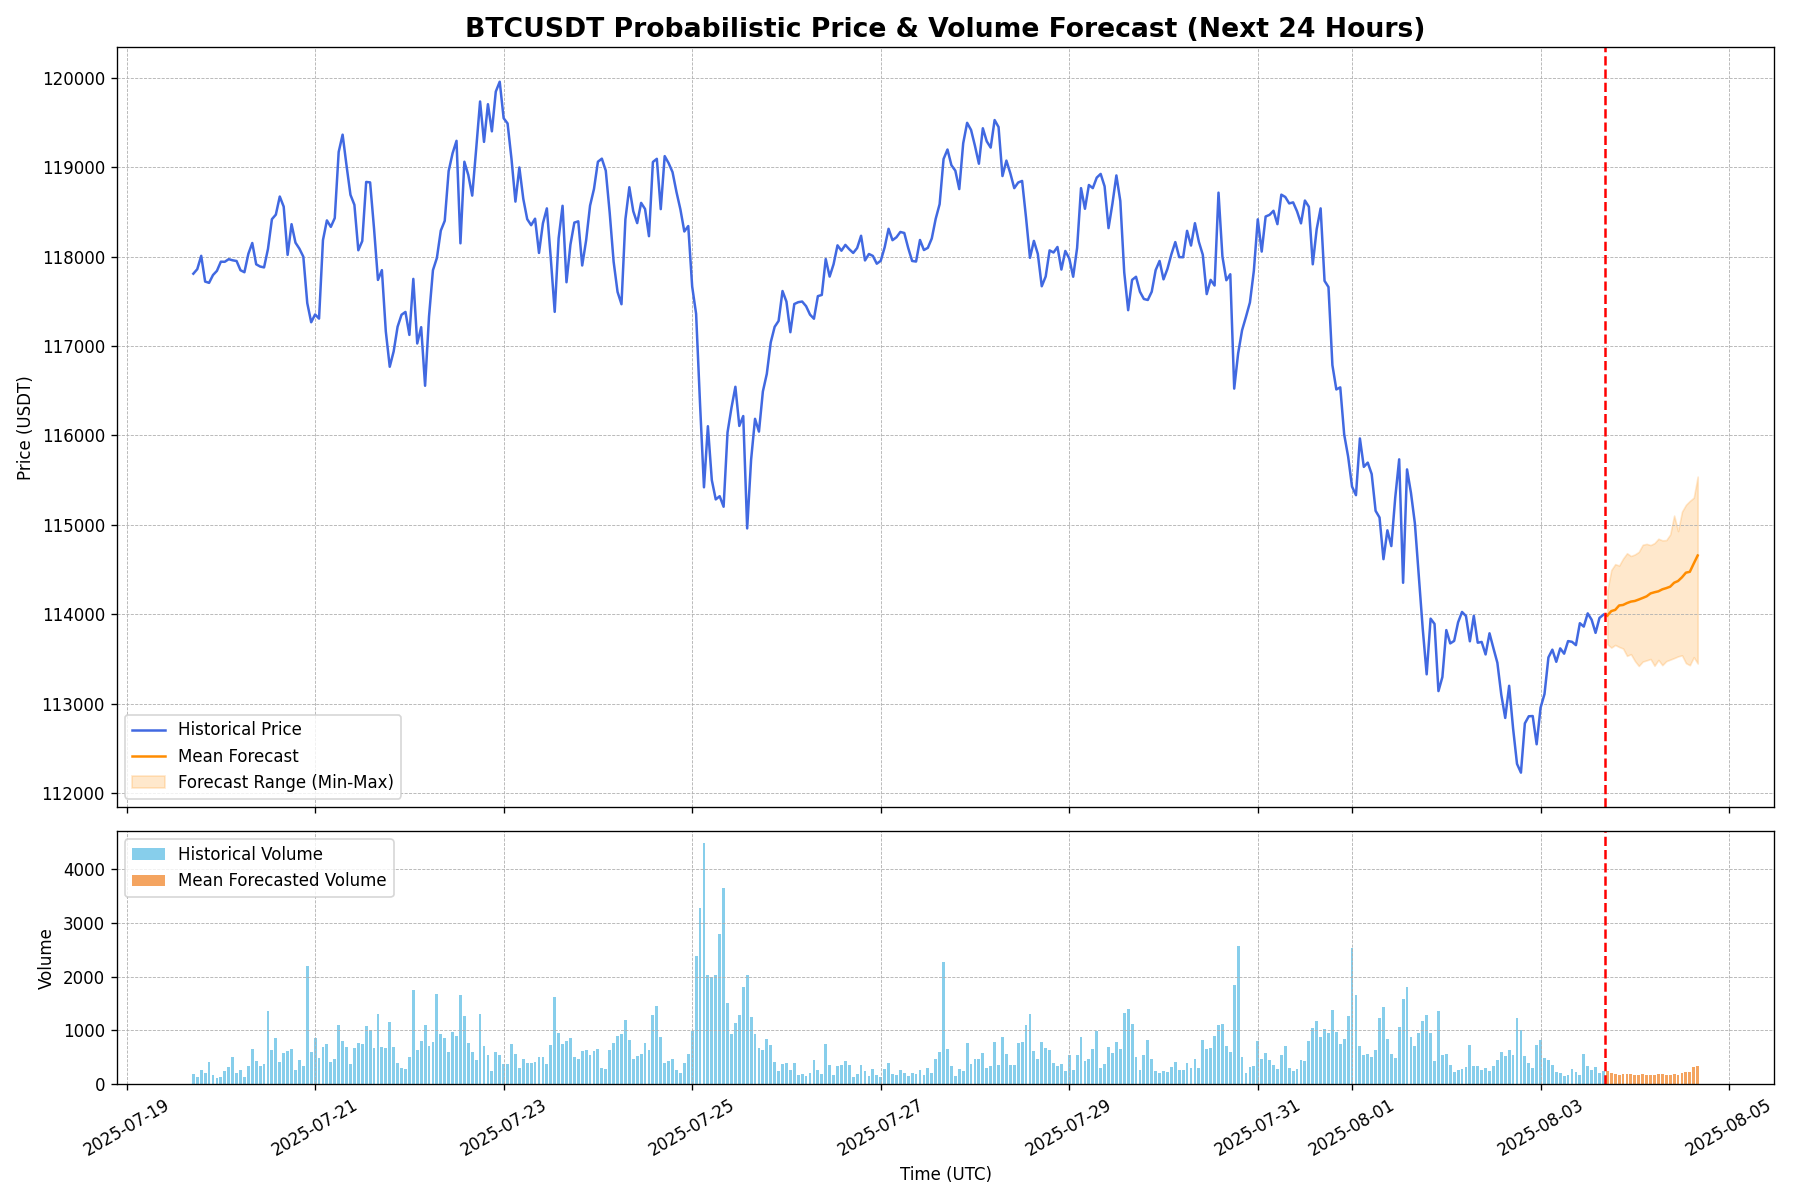 BTCUSDT Probabilistic Price & Volume Forecast (Next 24 Hours)
120000
119000
118000
117000
116000
115000
114000
113000
112000
Price (USDT)
Historical Price
Mean Forecast
Forecast Range (Min-Max)
Historical Volume
Mean Forecasted Volume
4000
3000
2000
1000
0
Volume
2025-07-19
2025-07-21
2025-07-23
2025-07-25
2025-07-27
2025-07-29
2025-07-31
2025-08-01
2025-08-03
2025-08-05
Time (UTC)